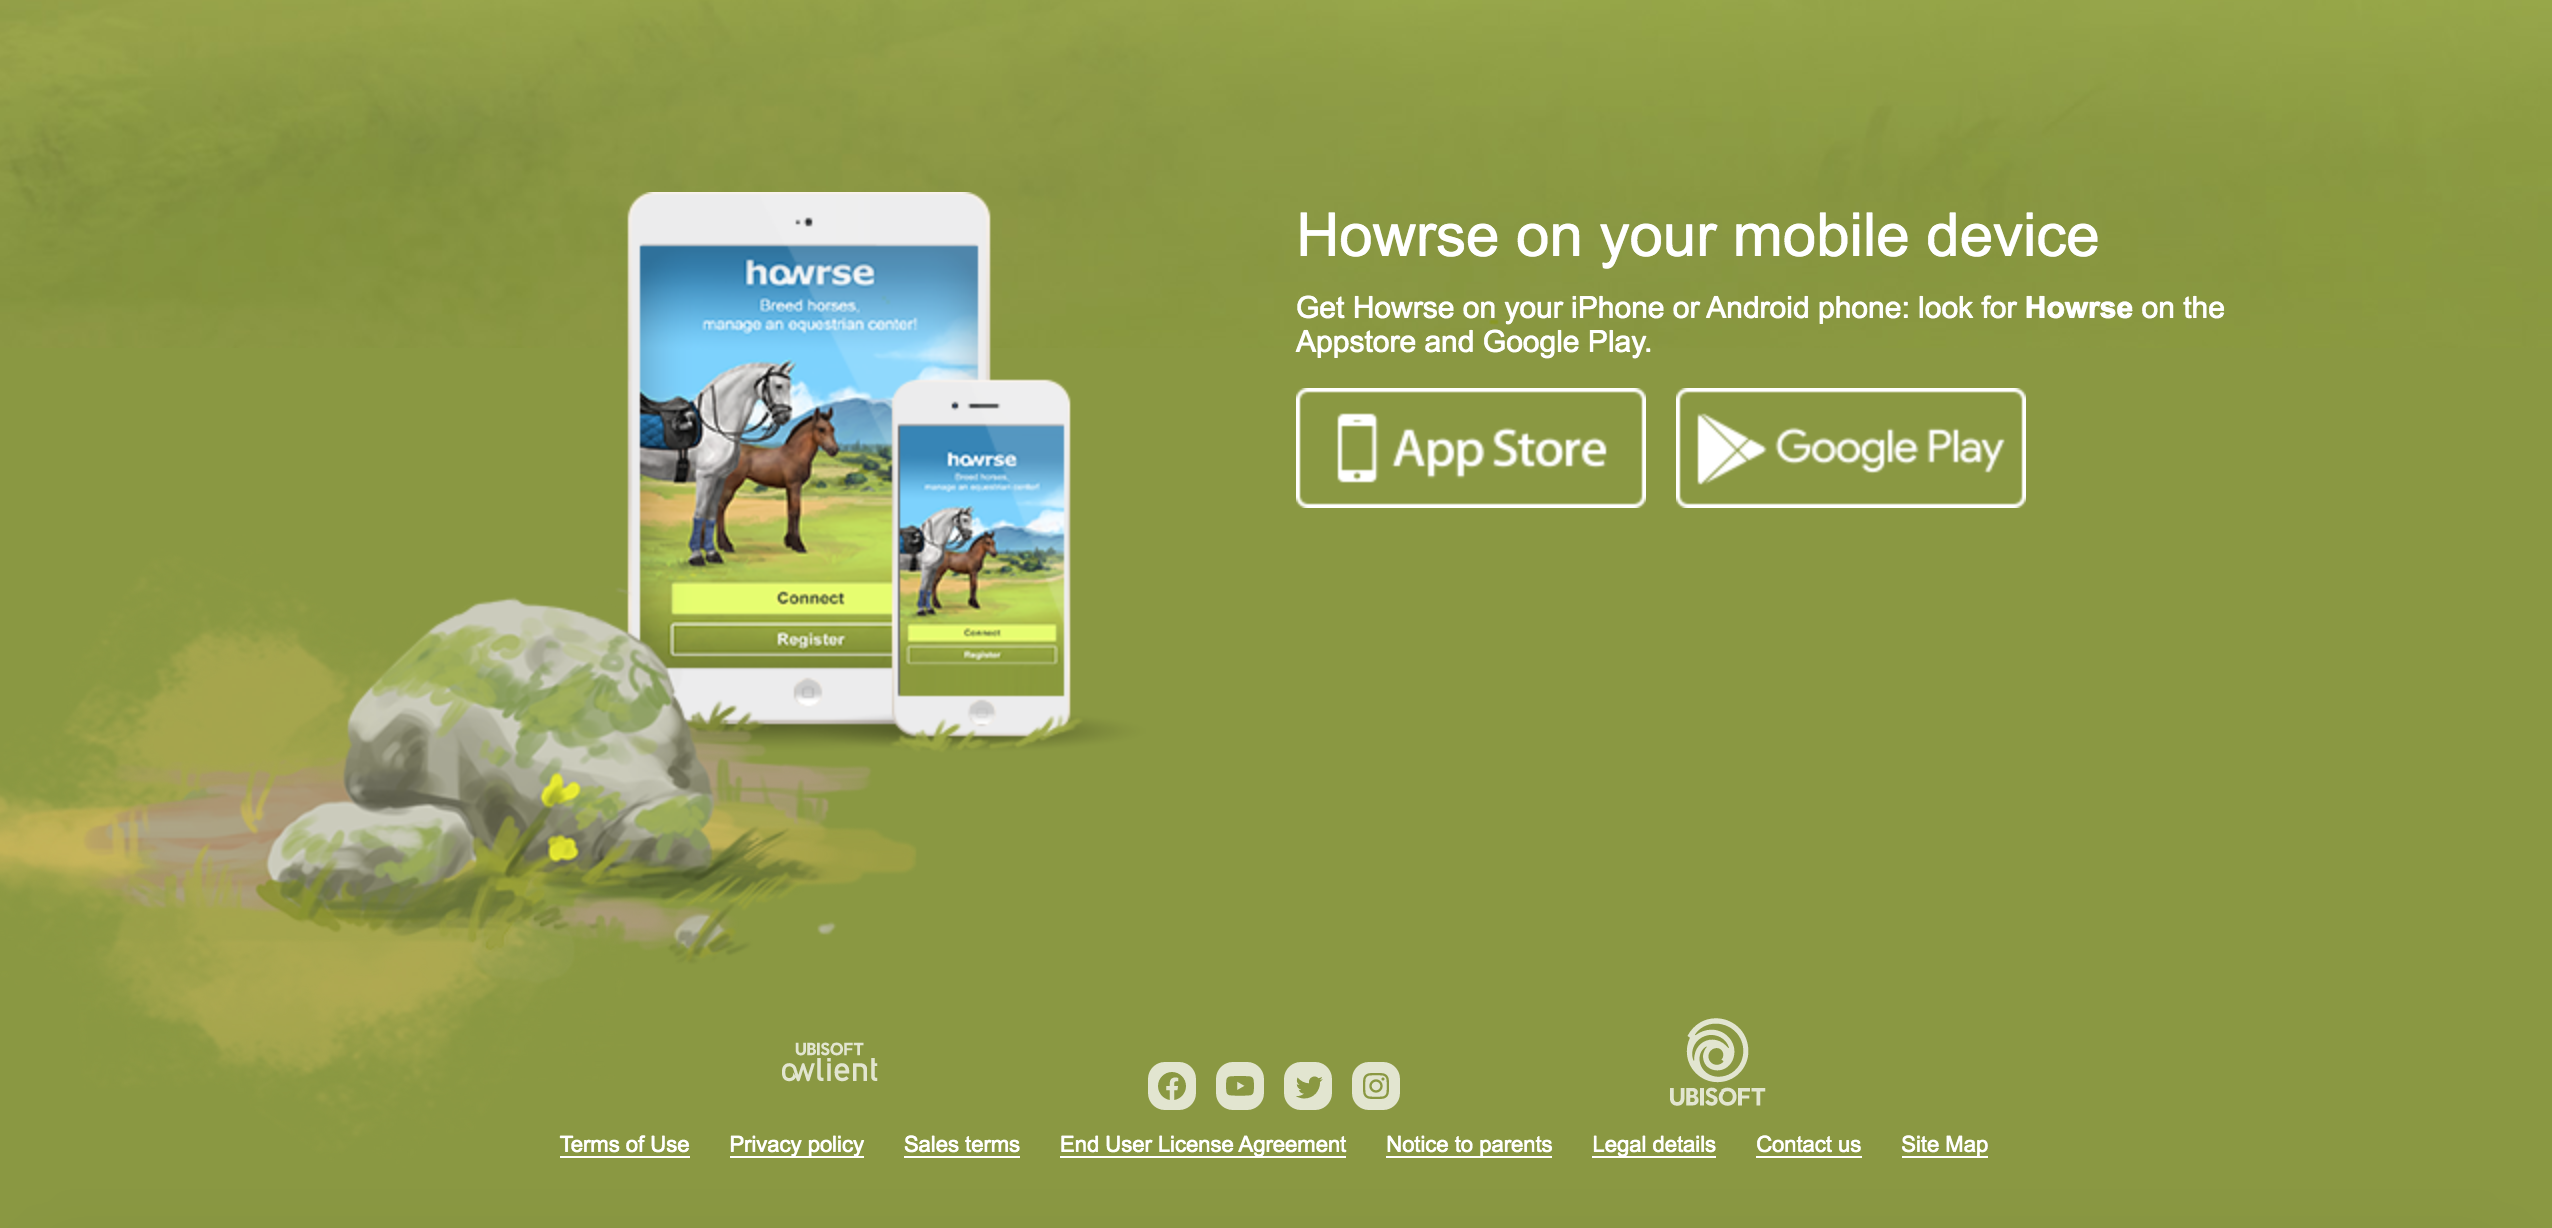 howrse
Breed horses,
manage an equestrian center!
Connect
Register
howrse
Breed horses,
manage an equestrian center!
Connect
Register
Howrse on your mobile device
Get Howrse on your iPhone or Android phone: look for Howrse on the
Appstore and Google Play.
App Store
Google Play
UBISOFT
owlient
UBISOFT
Terms of Use
Privacy policy
Sales terms
End User License Agreement
Notice to parents
Legal details
Contact us
Site Map